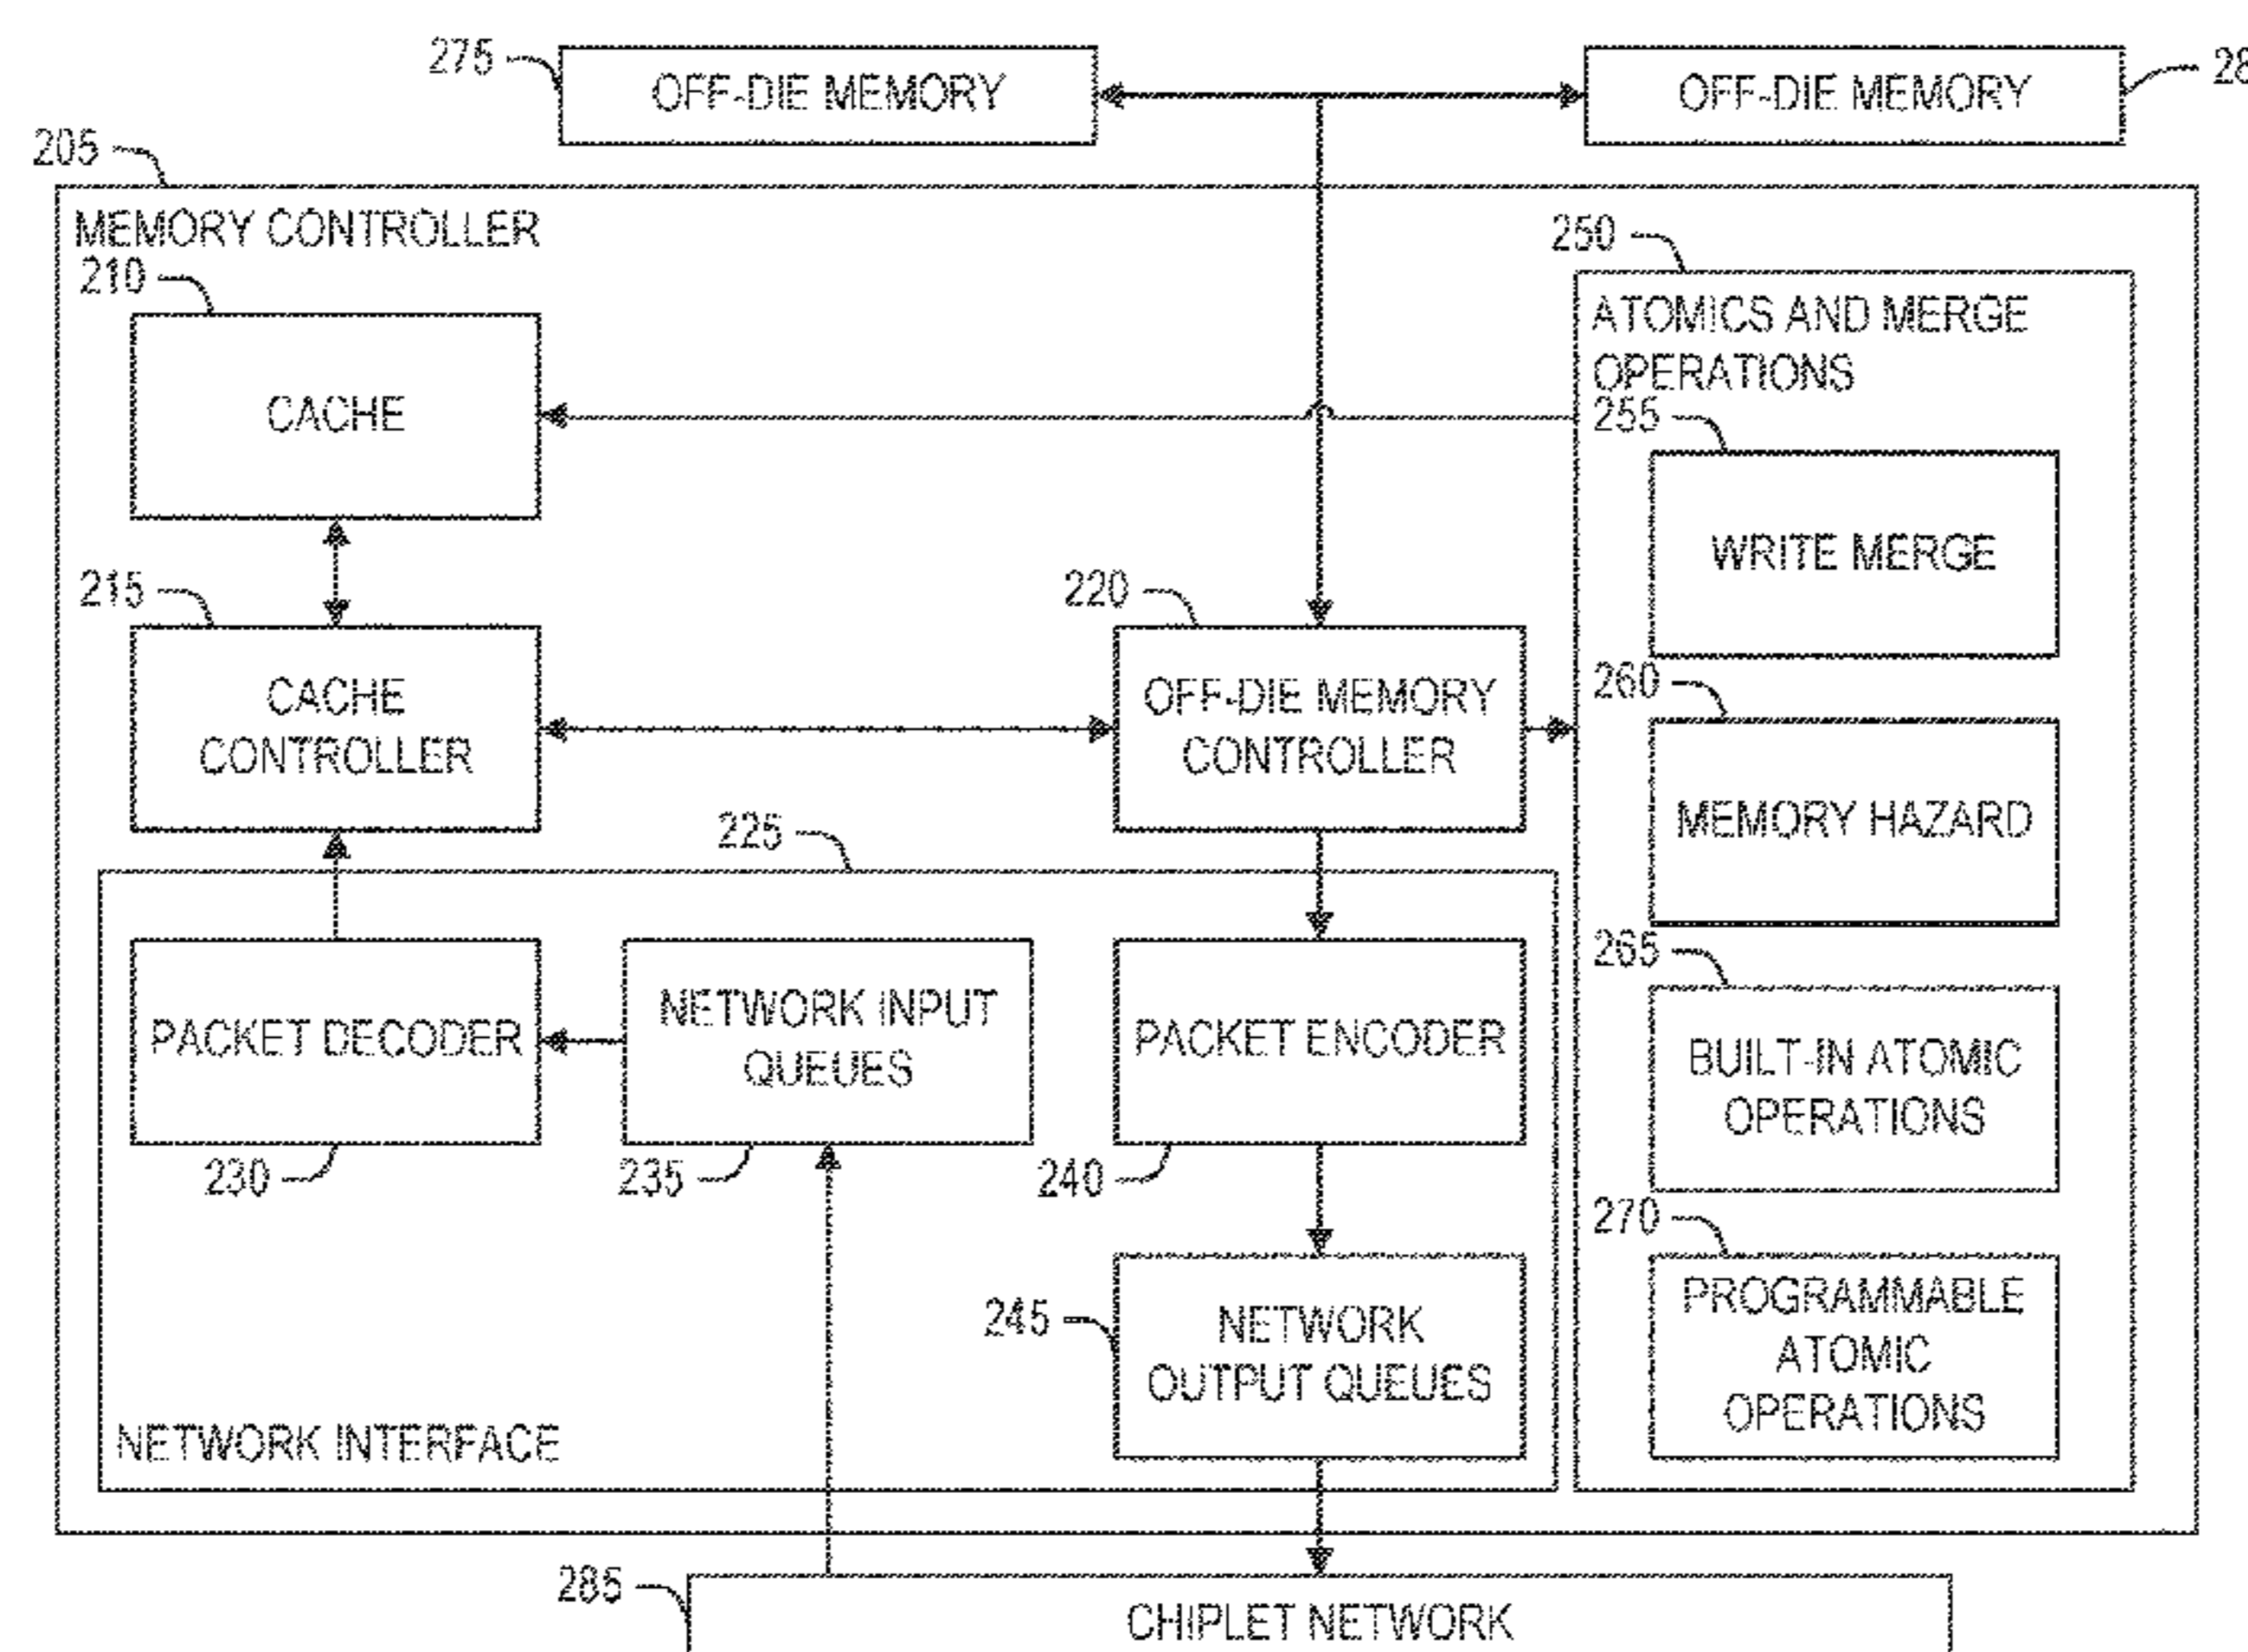 275
OFF-DIE MEMORY
OFF-DIE MEMORY
205
MEMORY CONTROLLER
210
250
ATOMICS AND MERGE
OPERATIONS
CACHE
255
WRITE MERGE
215
220
CACHE
CONTROLLER
OFF-DIE MEMORY
CONTROLLER
260
MEMORY HAZARD
225
265
PACKET DECODER
NETWORK INPUT
QUEUES
PACKET ENCODER
BUILT-IN ATOMIC
OPERATIONS
230
235
240
270
245
NETWORK
OUTPUT QUEUES
PROGRAMMABLE
ATOMIC
OPERATIONS
NETWORK INTERFACE
285
CHIPLET NETWORK